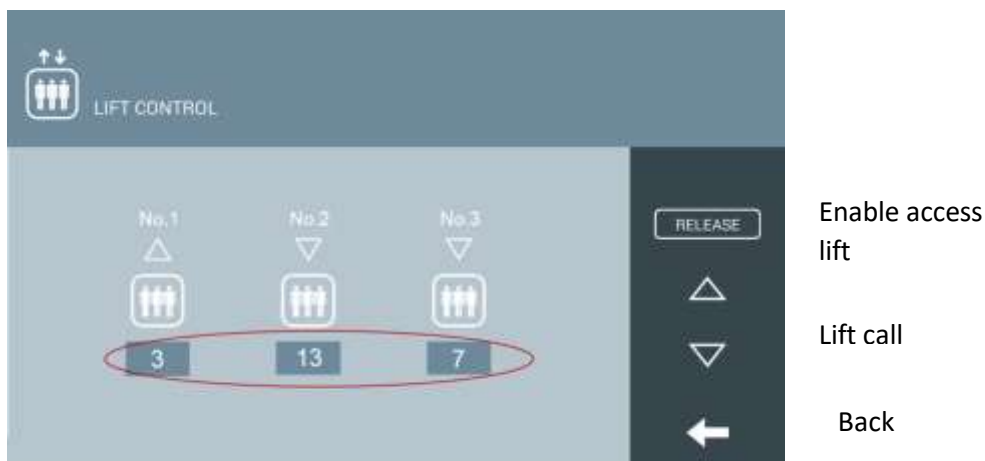 LIFT CONTROL
No.1 No.2 No.3
3 13 7
RELEASE
Enable access
lift
Lift call
Back